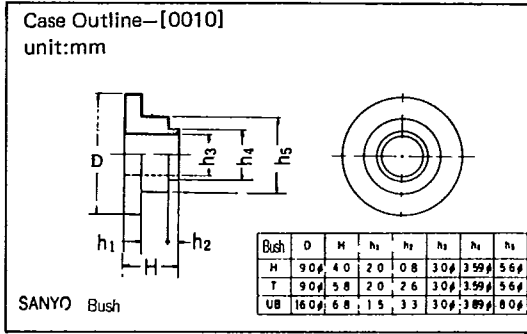 Case Outline—[0010]
unit:mm
D
h₃
h₄
h₅
h₁
h₂
H
Bush D H h₁ h₂ h₃ h₄ h₅
H 9.0ϕ 4.0 2.0 0.8 3.0ϕ 3.59ϕ 5.6ϕ
T 9.0ϕ 5.8 2.0 2.6 3.0ϕ 3.59ϕ 5.6ϕ
UB 16.0ϕ 6.8 1.5 3.3 3.0ϕ 3.89ϕ 8.0ϕ
SANYO Bush